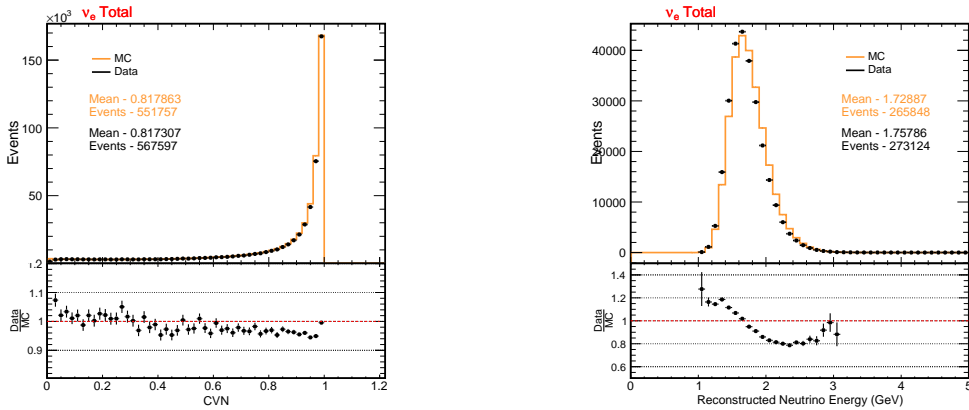 ×10³ νe Total
150
100
50
Events
MC
Data
Mean - 0.817863
Events - 551757
Mean - 0.817307
Events - 567597
1.2
1.1
1
0.9
Data
MC
0 0.2 0.4 0.6 0.8 1 1.2
CVN
νe Total
40000
30000
20000
10000
0
Events
MC
Data
Mean - 1.72887
Events - 265848
Mean - 1.75786
Events - 273124
1.4
1.2
1
0.8
0.6
Data
MC
0 1 2 3 4 5
Reconstructed Neutrino Energy (GeV)